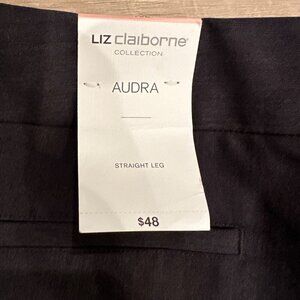 LIZ claiborne
COLLECTION
AUDRA
STRAIGHT LEG
$48